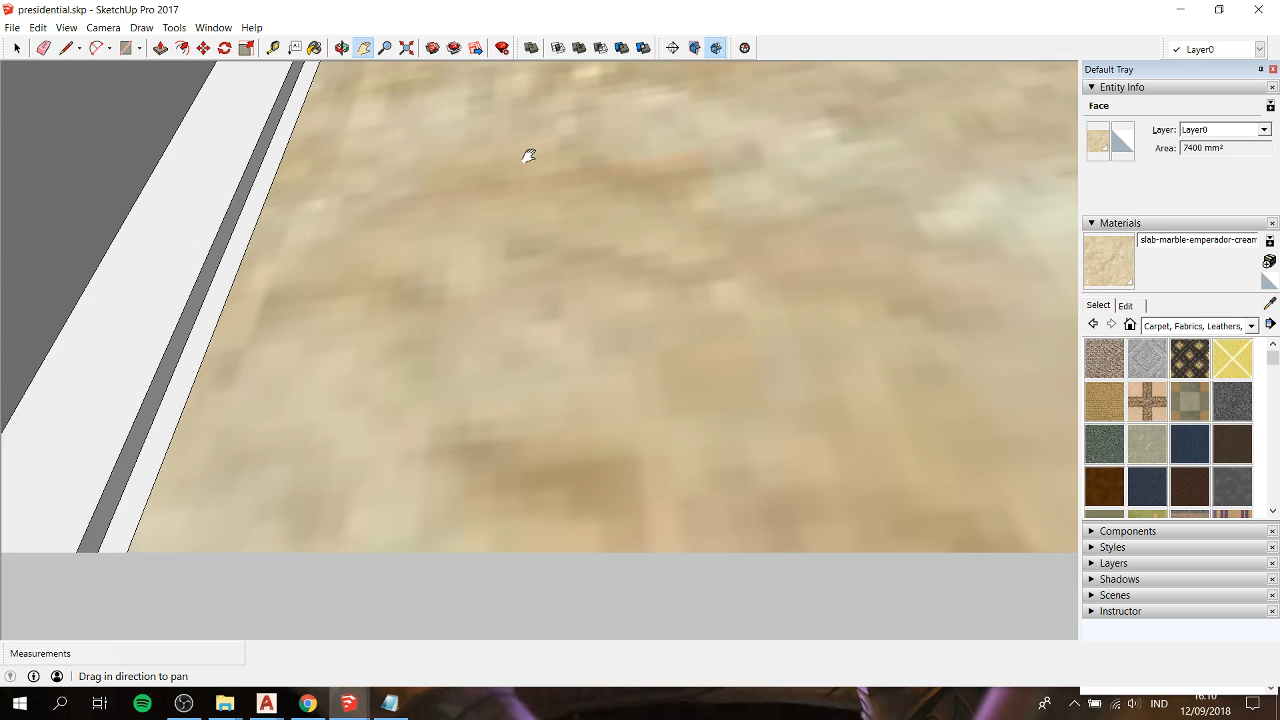 presidential.skp - SketchUp Pro 2017
File Edit View Camera Draw Tools Window Help
Layer0
Default Tray
Entity Info
Face
Layer: Layer0
Area: 7400 mm²
Materials
slab-marble-emperador-cream
Select Edit
Carpet, Fabrics, Leathers,
Components
Styles
Layers
Shadows
Scenes
Instructor
Measurements
Drag in direction to pan
16:10
IND
12/09/2018